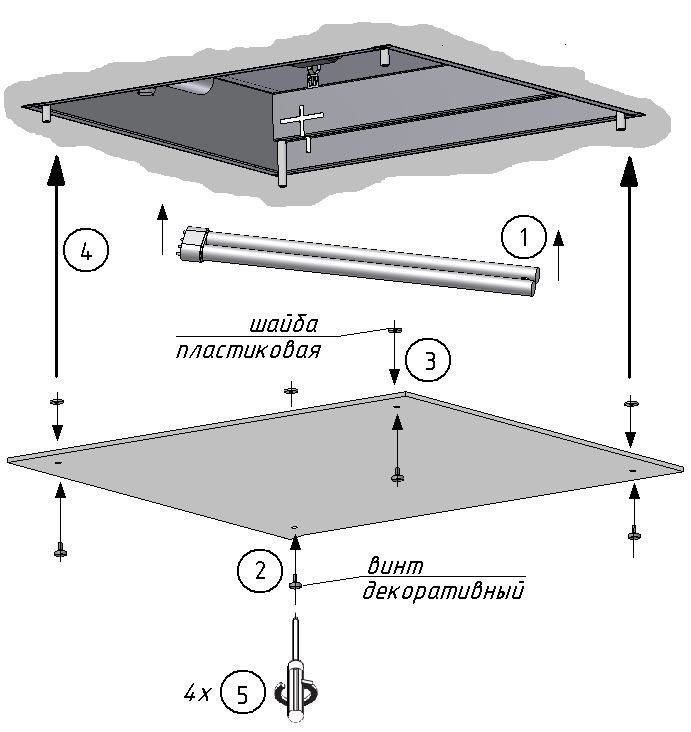 1
4
шайба
пластиковая
3
2
винт
декоративный
4x 5